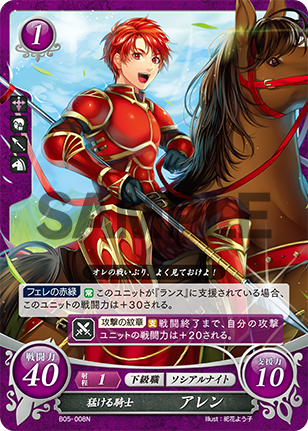 1
SAMPLE
オレの戦いぶり、よく見ておけよ!
フェレの赤緑 常 このユニットが『ランス』に支援されている場合、
このユニットの戦闘力は+30される。
攻撃の紋章 支 戦闘終了まで、自分の攻撃
ユニットの戦闘力は+20される。
戦闘力 40
射程 1 下級職 ソシアルナイト
支援力 10
猛ける騎士 アレン
B05-008N
Illust:祀花よう子